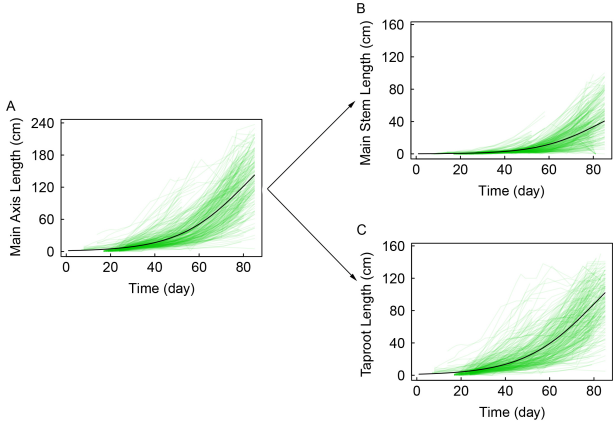 A
Main Axis Length (cm)
240
180
120
60
0
0 20 40 60 80
Time (day)
B
Main Stem Length (cm)
160
120
80
40
0
0 20 40 60 80
Time (day)
C
Taproot Length (cm)
160
120
80
40
0
0 20 40 60 80
Time (day)